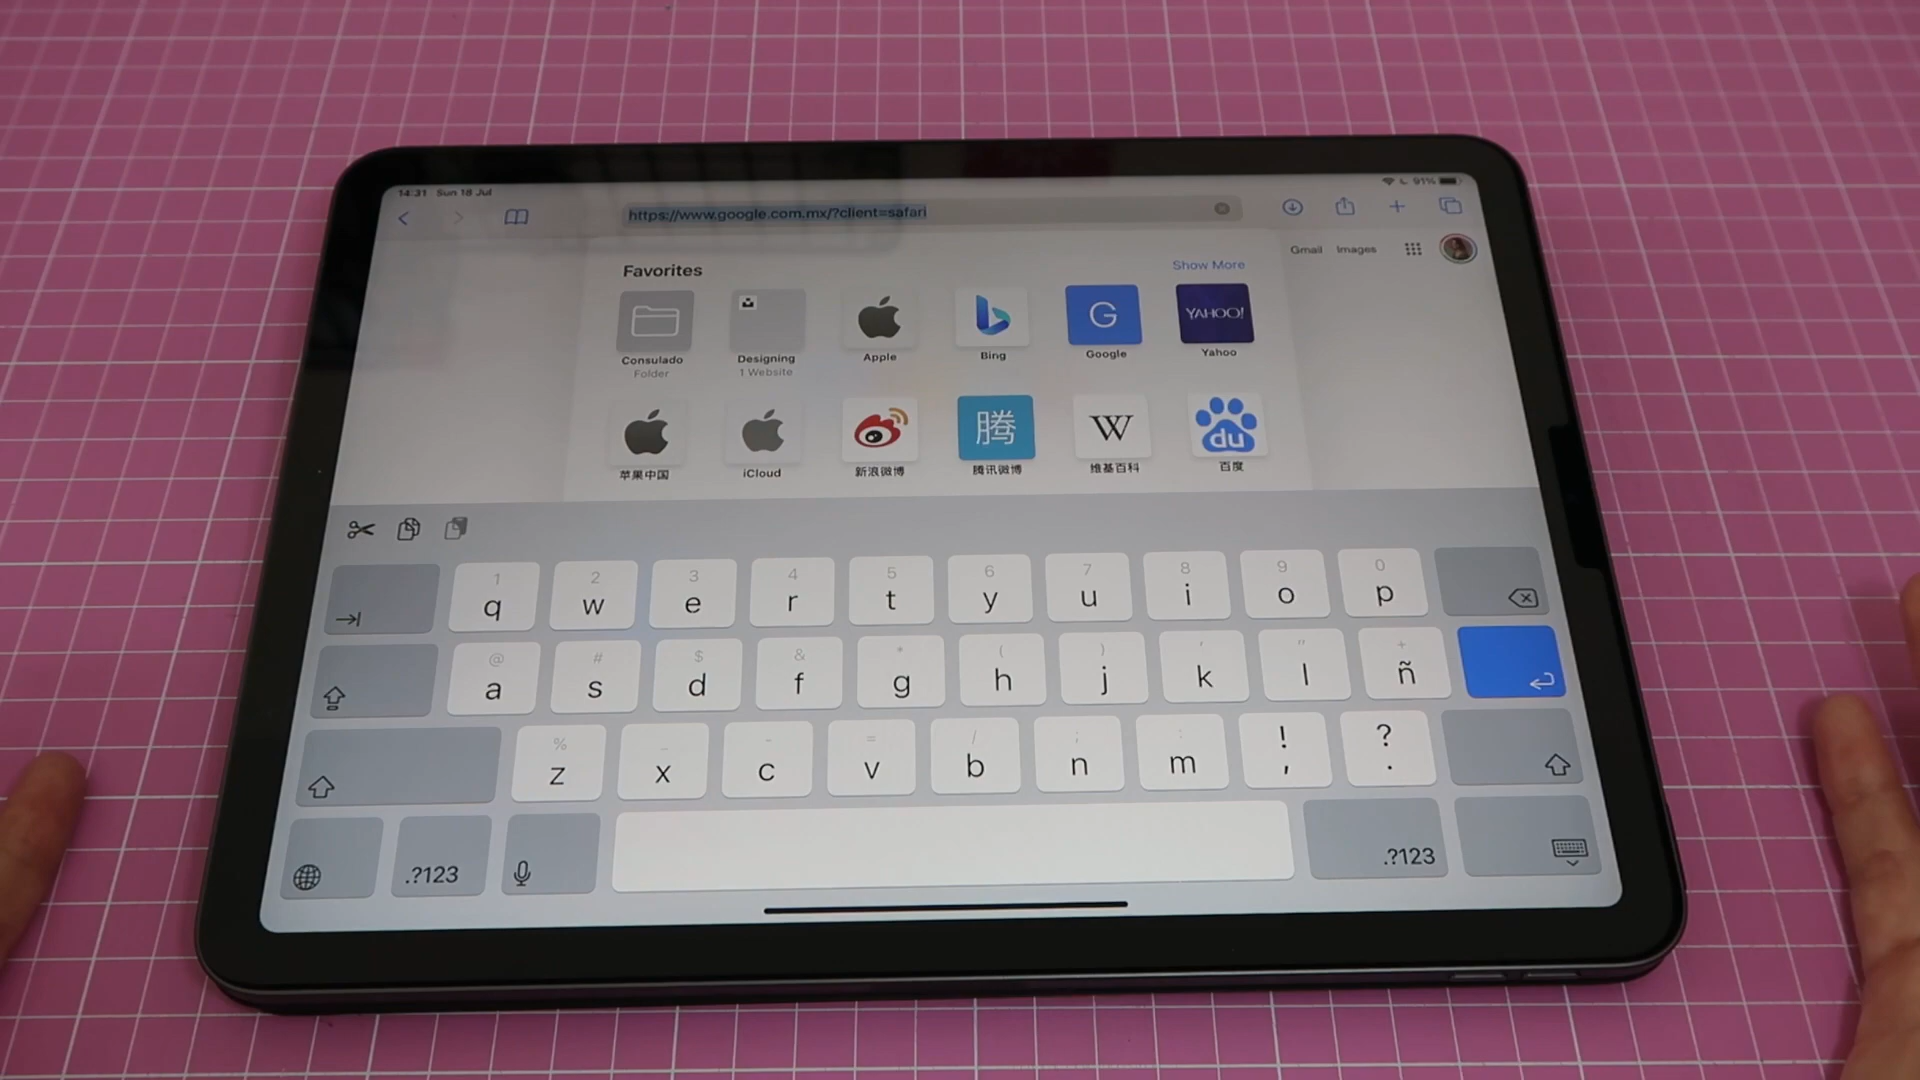 14:31 Sun 18 Jul 91%
https://www.google.com.mx/?client=safari
Gmail Images
Favorites Show More
G YAHOO!
Consulado Designing Apple Bing Google Yahoo
Folder 1 Website
腾 W du
苹果中国 iCloud 新浪微博 腾讯微博 维基百科 百度
1 2 3 4 5 6 7 8 9 0
q w e r t y u i o p
@ # $ & * ( ) ' " +
a s d f g h j k l ñ
% _ - = / ; : ! ?
z x c v b n m , .
.?123 .?123